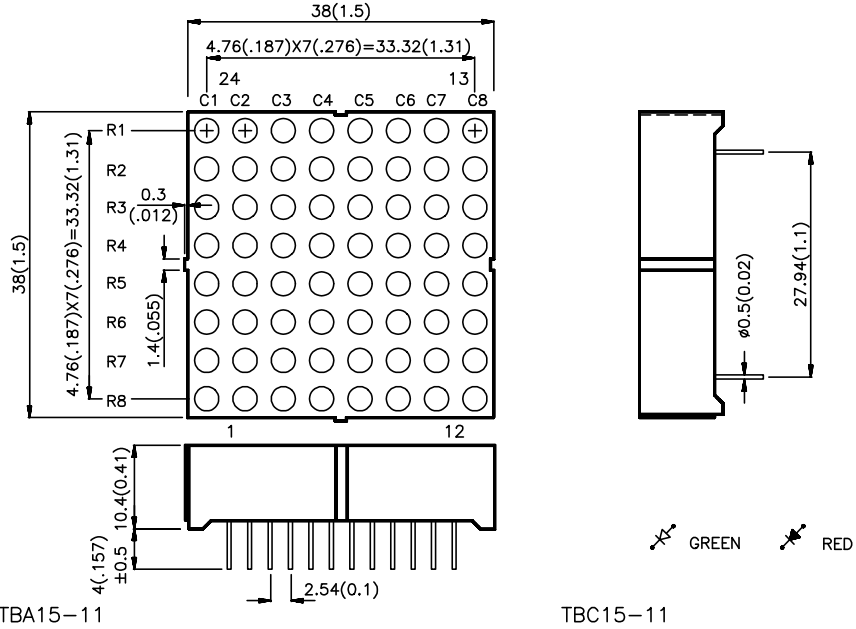 38(1.5)
4.76(.187)X7(.276)=33.32(1.31)
24 13
C1 C2 C3 C4 C5 C6 C7 C8
R1
R2
R3
R4
R5
R6
R7
R8
0.3
(.012)
38(1.5)
4.76(.187)X7(.276)=33.32(1.31)
1.4(.055)
1 12
10.4(0.41)
4(.157)
±0.5
2.54(0.1)
ø0.5(0.02)
27.94(1.1)
GREEN RED
TBA15-11
TBC15-11